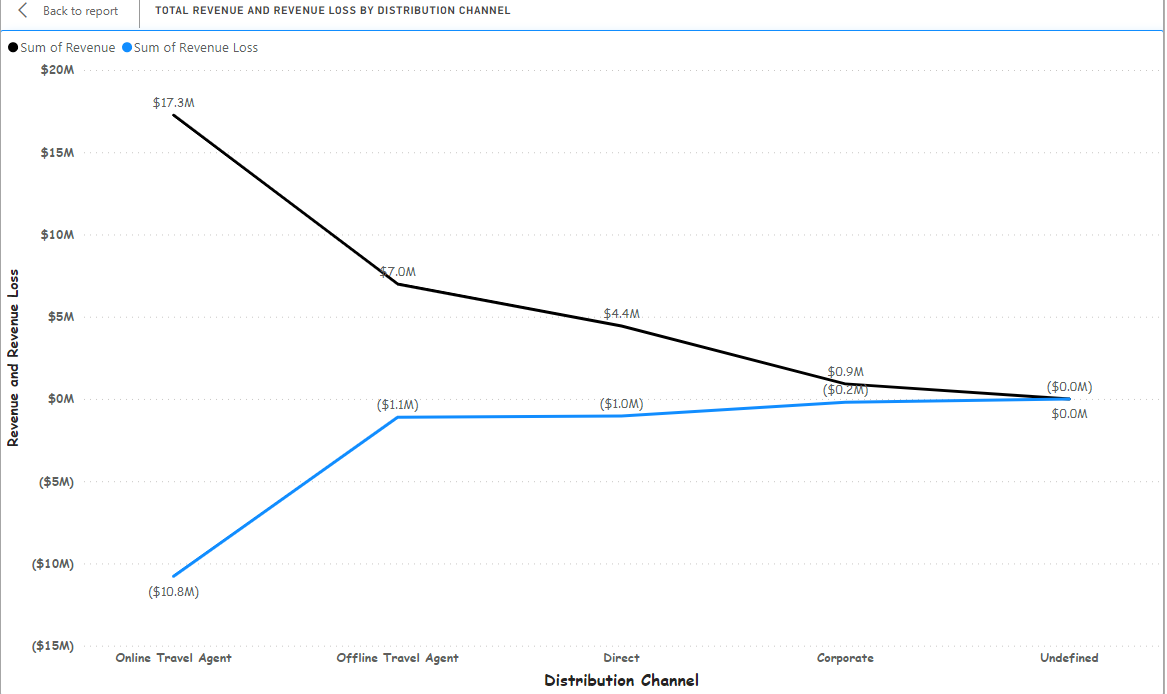 Back to report
TOTAL REVENUE AND REVENUE LOSS BY DISTRIBUTION CHANNEL
Sum of Revenue Sum of Revenue Loss
Revenue and Revenue Loss
$20M
$15M
$10M
$5M
$0M
($5M)
($10M)
($15M)
$17.3M
$7.0M
$4.4M
$0.9M
$0.0M
($10.8M)
($1.1M)
($1.0M)
($0.2M)
($0.0M)
Online Travel Agent Offline Travel Agent Direct Corporate Undefined
Distribution Channel